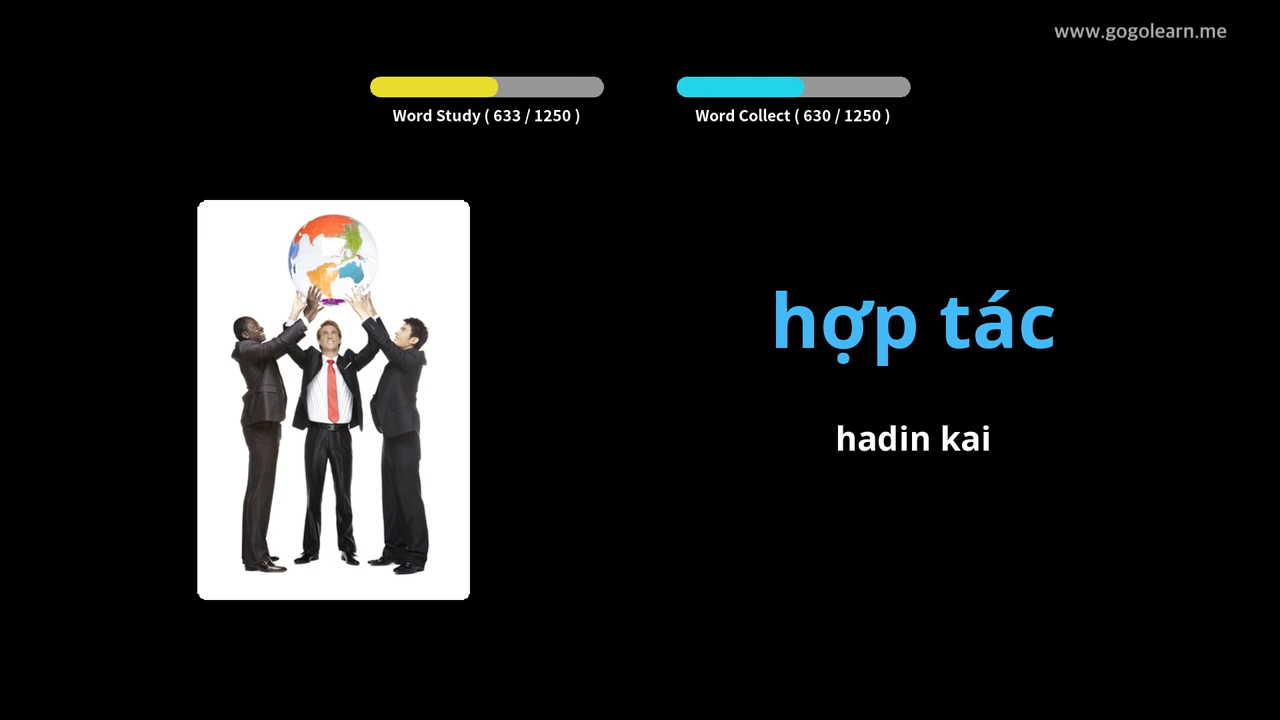 www.gogolearn.me
Word Study ( 633 / 1250 )
Word Collect ( 630 / 1250 )
hợp tác
hadin kai